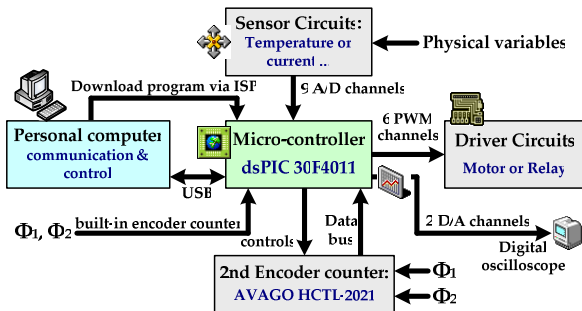 Sensor Circuits:
Temperature or
current ...
Physical variables
Download program via ISP
9 A/D channels
Personal computer
communication &
control
Micro-controller
dsPIC 30F4011
6 PWM
channels
Driver Circuits
Motor or Relay
USB
Φ1, Φ2
built-in encoder counter
controls
Data
bus
2 D/A channels
Digital
oscilloscope
2nd Encoder counter:
AVAGO HCTL-2021
Φ1
Φ2